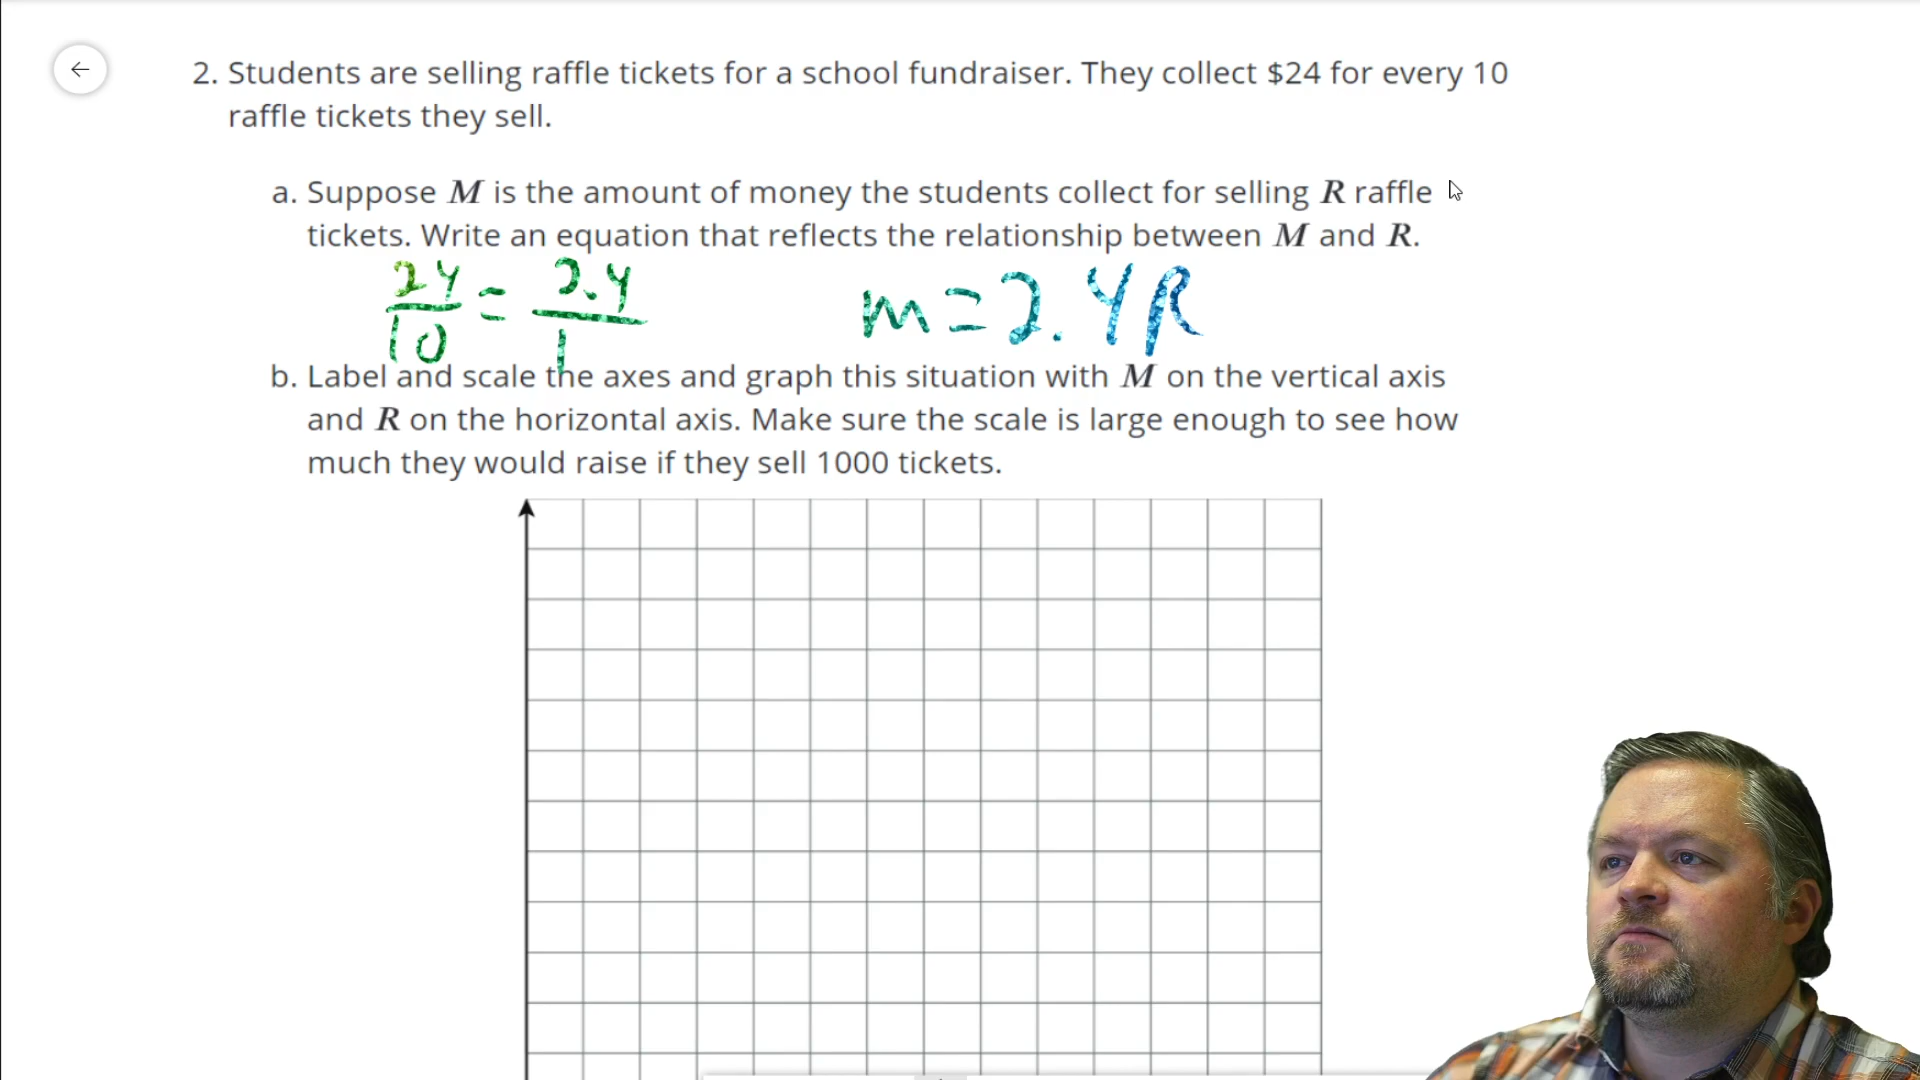 2. Students are selling raffle tickets for a school fundraiser. They collect $24 for every 10
raffle tickets they sell.
a. Suppose M is the amount of money the students collect for selling R raffle
tickets. Write an equation that reflects the relationship between M and R.
24/10 = 2.4/1
m=2.4R
b. Label and scale the axes and graph this situation with M on the vertical axis
and R on the horizontal axis. Make sure the scale is large enough to see how
much they would raise if they sell 1000 tickets.